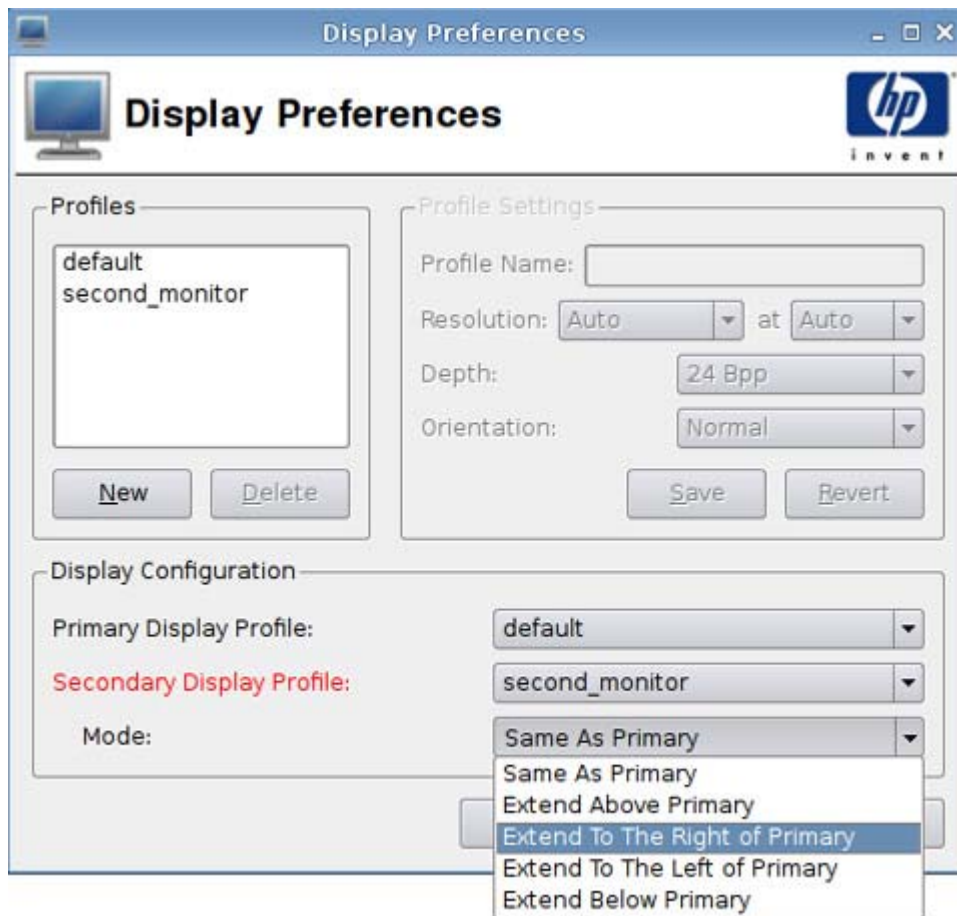 Display Preferences
Display Preferences
hp
invent
Profiles
default
second_monitor
New
Delete
Profile Settings
Profile Name:
Resolution: Auto at Auto
Depth: 24 Bpp
Orientation: Normal
Save
Revert
Display Configuration
Primary Display Profile: default
Secondary Display Profile: second_monitor
Mode: Same As Primary
Same As Primary
Extend Above Primary
Extend To The Right of Primary
Extend To The Left of Primary
Extend Below Primary